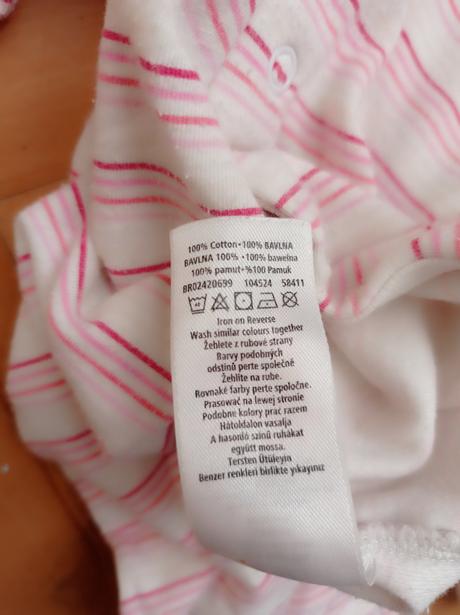 100% Cotton•100% BAVLNA
BAVLNA 100% •100% bawełna
100% pamut•%100 Pamuk
BR02420699 104524 58411
40
Iron on Reverse
Wash similar colours together
Žehlete z rubové strany
Barvy podobných
odstínů perte společně
Žehlite na rube.
Rovnaké farby perte spoločne.
Prasować na lewej stronie
Podobne kolory prac razem
Hátoldalon vasalja
A hasonló színű ruhákat
együtt mossa.
Tersten Ütüleyin
Benzer renkleri birlikte yıkayınız